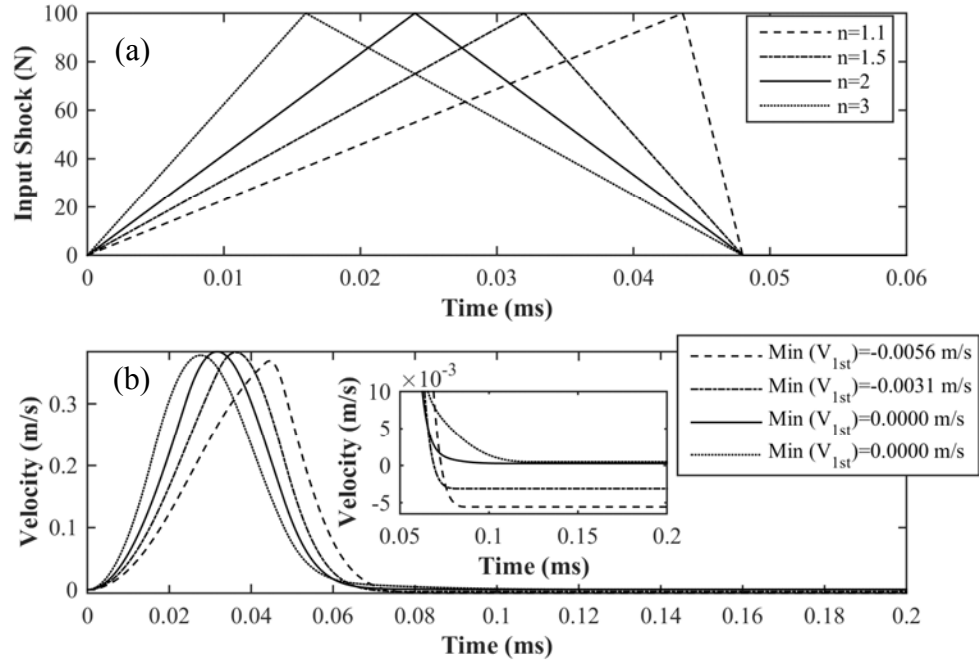 (a)
Input Shock (N)
100
80
60
40
20
0
0
0.01
0.02
0.03
0.04
0.05
0.06
Time (ms)
n=1.1
n=1.5
n=2
n=3
(b)
Velocity (m/s)
0.3
0.2
0.1
0
0
0.02
0.04
0.06
0.08
0.1
0.12
0.14
0.16
0.18
0.2
Time (ms)
×10⁻³
Velocity (m/s)
10
5
0
-5
0.05
0.1
0.15
0.2
Time (ms)
Min (V₁ₛₜ)=-0.0056 m/s
Min (V₁ₛₜ)=-0.0031 m/s
Min (V₁ₛₜ)=0.0000 m/s
Min (V₁ₛₜ)=0.0000 m/s